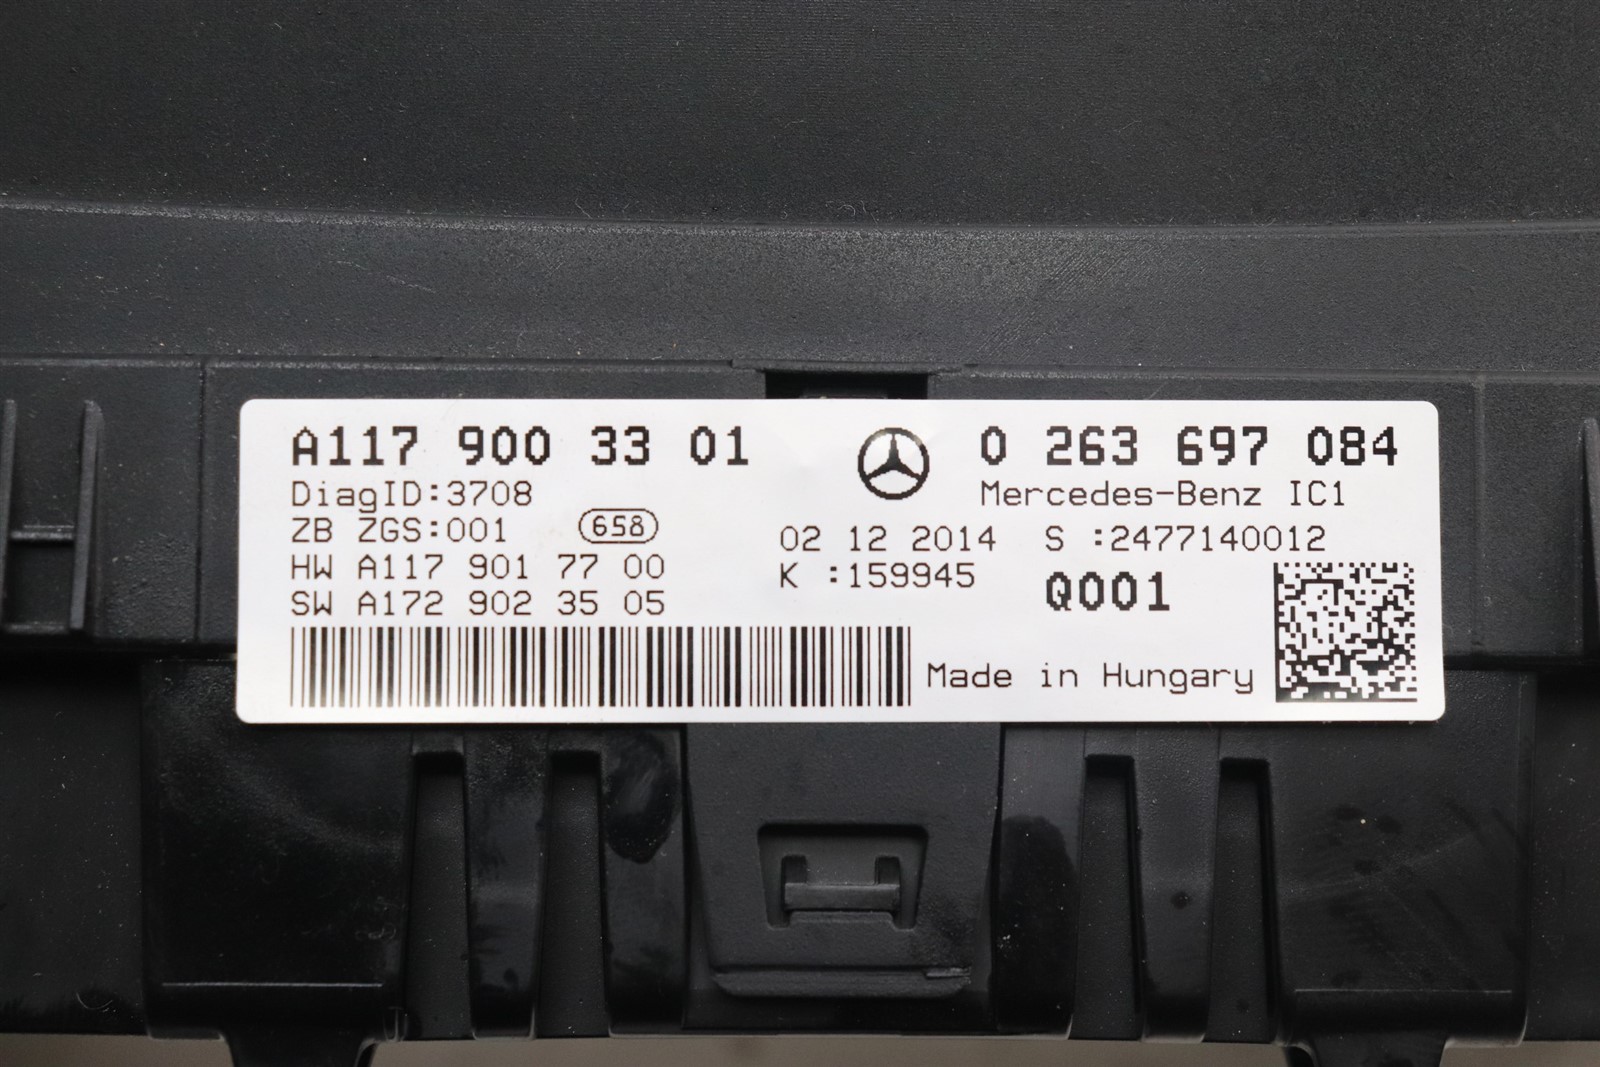 A117 900 33 01
0 263 697 084
DiagID:3708
Mercedes-Benz IC1
ZB ZGS:001
658
02 12 2014 S :2477140012
HW A117 901 77 00
K :159945
Q001
SW A172 902 35 05
Made in Hungary